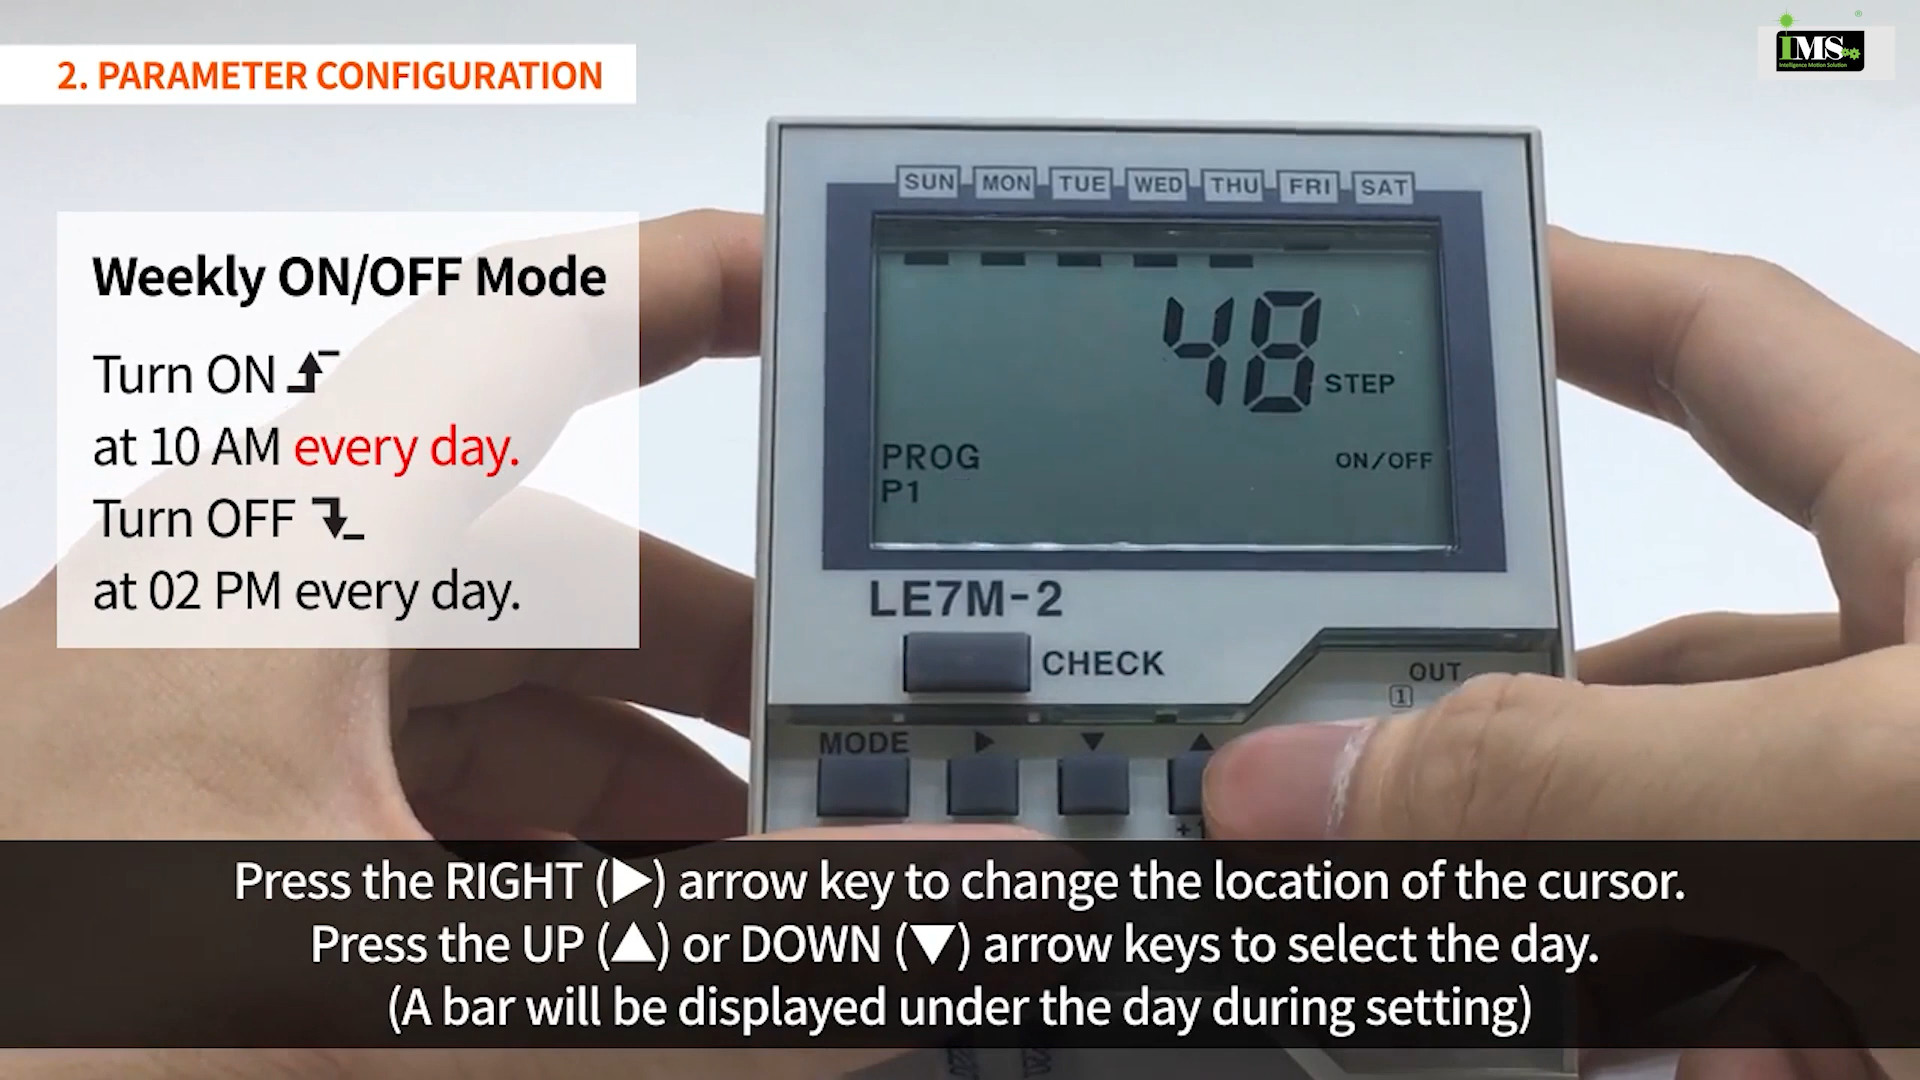 2. PARAMETER CONFIGURATION
IMS
Intelligence Motion Solution
®
Weekly ON/OFF Mode
Turn ON
at 10 AM every day.
Turn OFF
at 02 PM every day.
SUN MON TUE WED THU FRI SAT
48 STEP
PROG
ON/OFF
P1
LE7M-2
CHECK
OUT
1
MODE ▶ ▼ ▲
Press the RIGHT (▶) arrow key to change the location of the cursor.
Press the UP (▲) or DOWN (▼) arrow keys to select the day.
(A bar will be displayed under the day during setting)